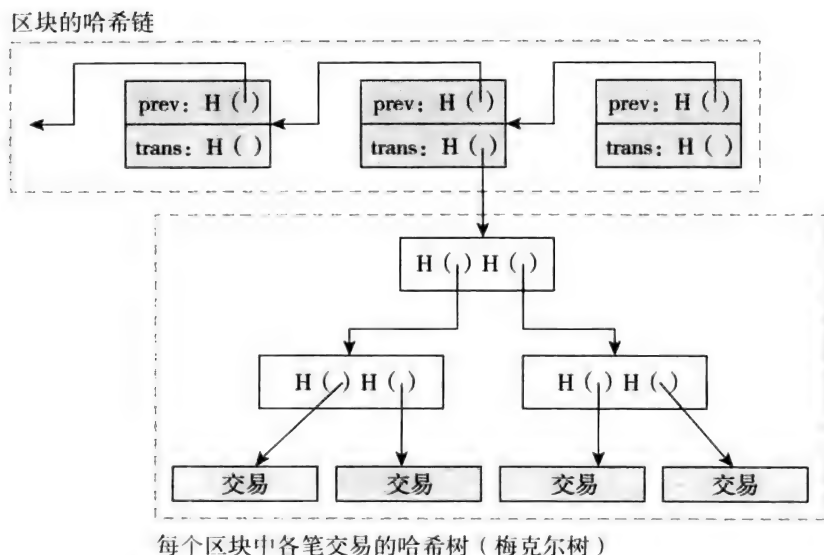 区块的哈希链
prev：H（ ） prev：H（ ） prev：H（ ）
trans：H（ ） trans：H（ ） trans：H（ ）
H（ ）H（ ）
H（ ）H（ ） H（ ）H（ ）
交易 交易 交易 交易
每个区块中各笔交易的哈希树（梅克尔树）